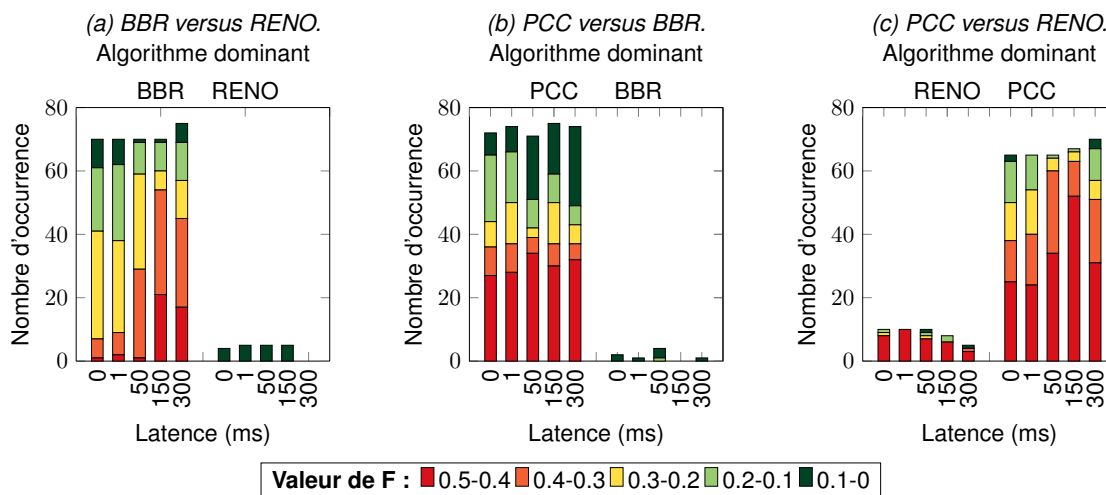 (a) BBR versus RENO.
Algorithme dominant
BBR RENO
80
60
40
20
0
Nombre d'occurrence
0 1 50 150 300 0 1 50 150 300
Latence (ms)
(b) PCC versus BBR.
Algorithme dominant
PCC BBR
80
60
40
20
0
Nombre d'occurrence
0 1 50 150 300 0 1 50 150 300
Latence (ms)
(c) PCC versus RENO.
Algorithme dominant
RENO PCC
80
60
40
20
0
Nombre d'occurrence
0 1 50 150 300 0 1 50 150 300
Latence (ms)
Valeur de F : 0.5-0.4 0.4-0.3 0.3-0.2 0.2-0.1 0.1-0